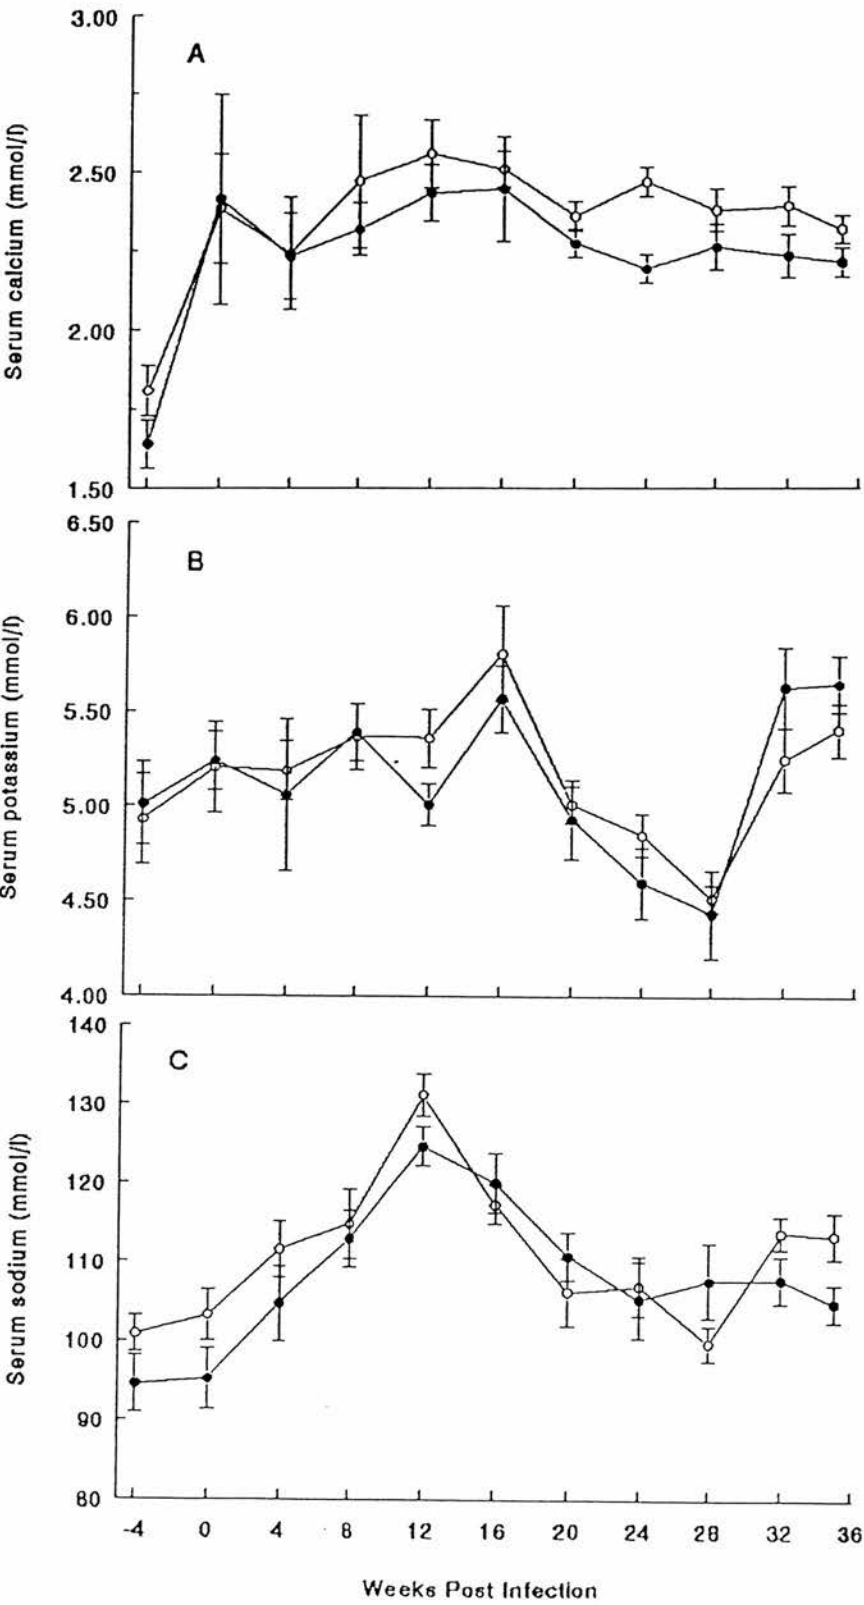 3.00
A
2.50
2.00
1.50
Serum calcium (mmol/l)
6.50
B
6.00
5.50
5.00
4.50
4.00
Serum potassium (mmol/l)
140
C
130
120
110
100
90
80
Serum sodium (mmol/l)
-4 0 4 8 12 16 20 24 28 32 36
Weeks Post Infection